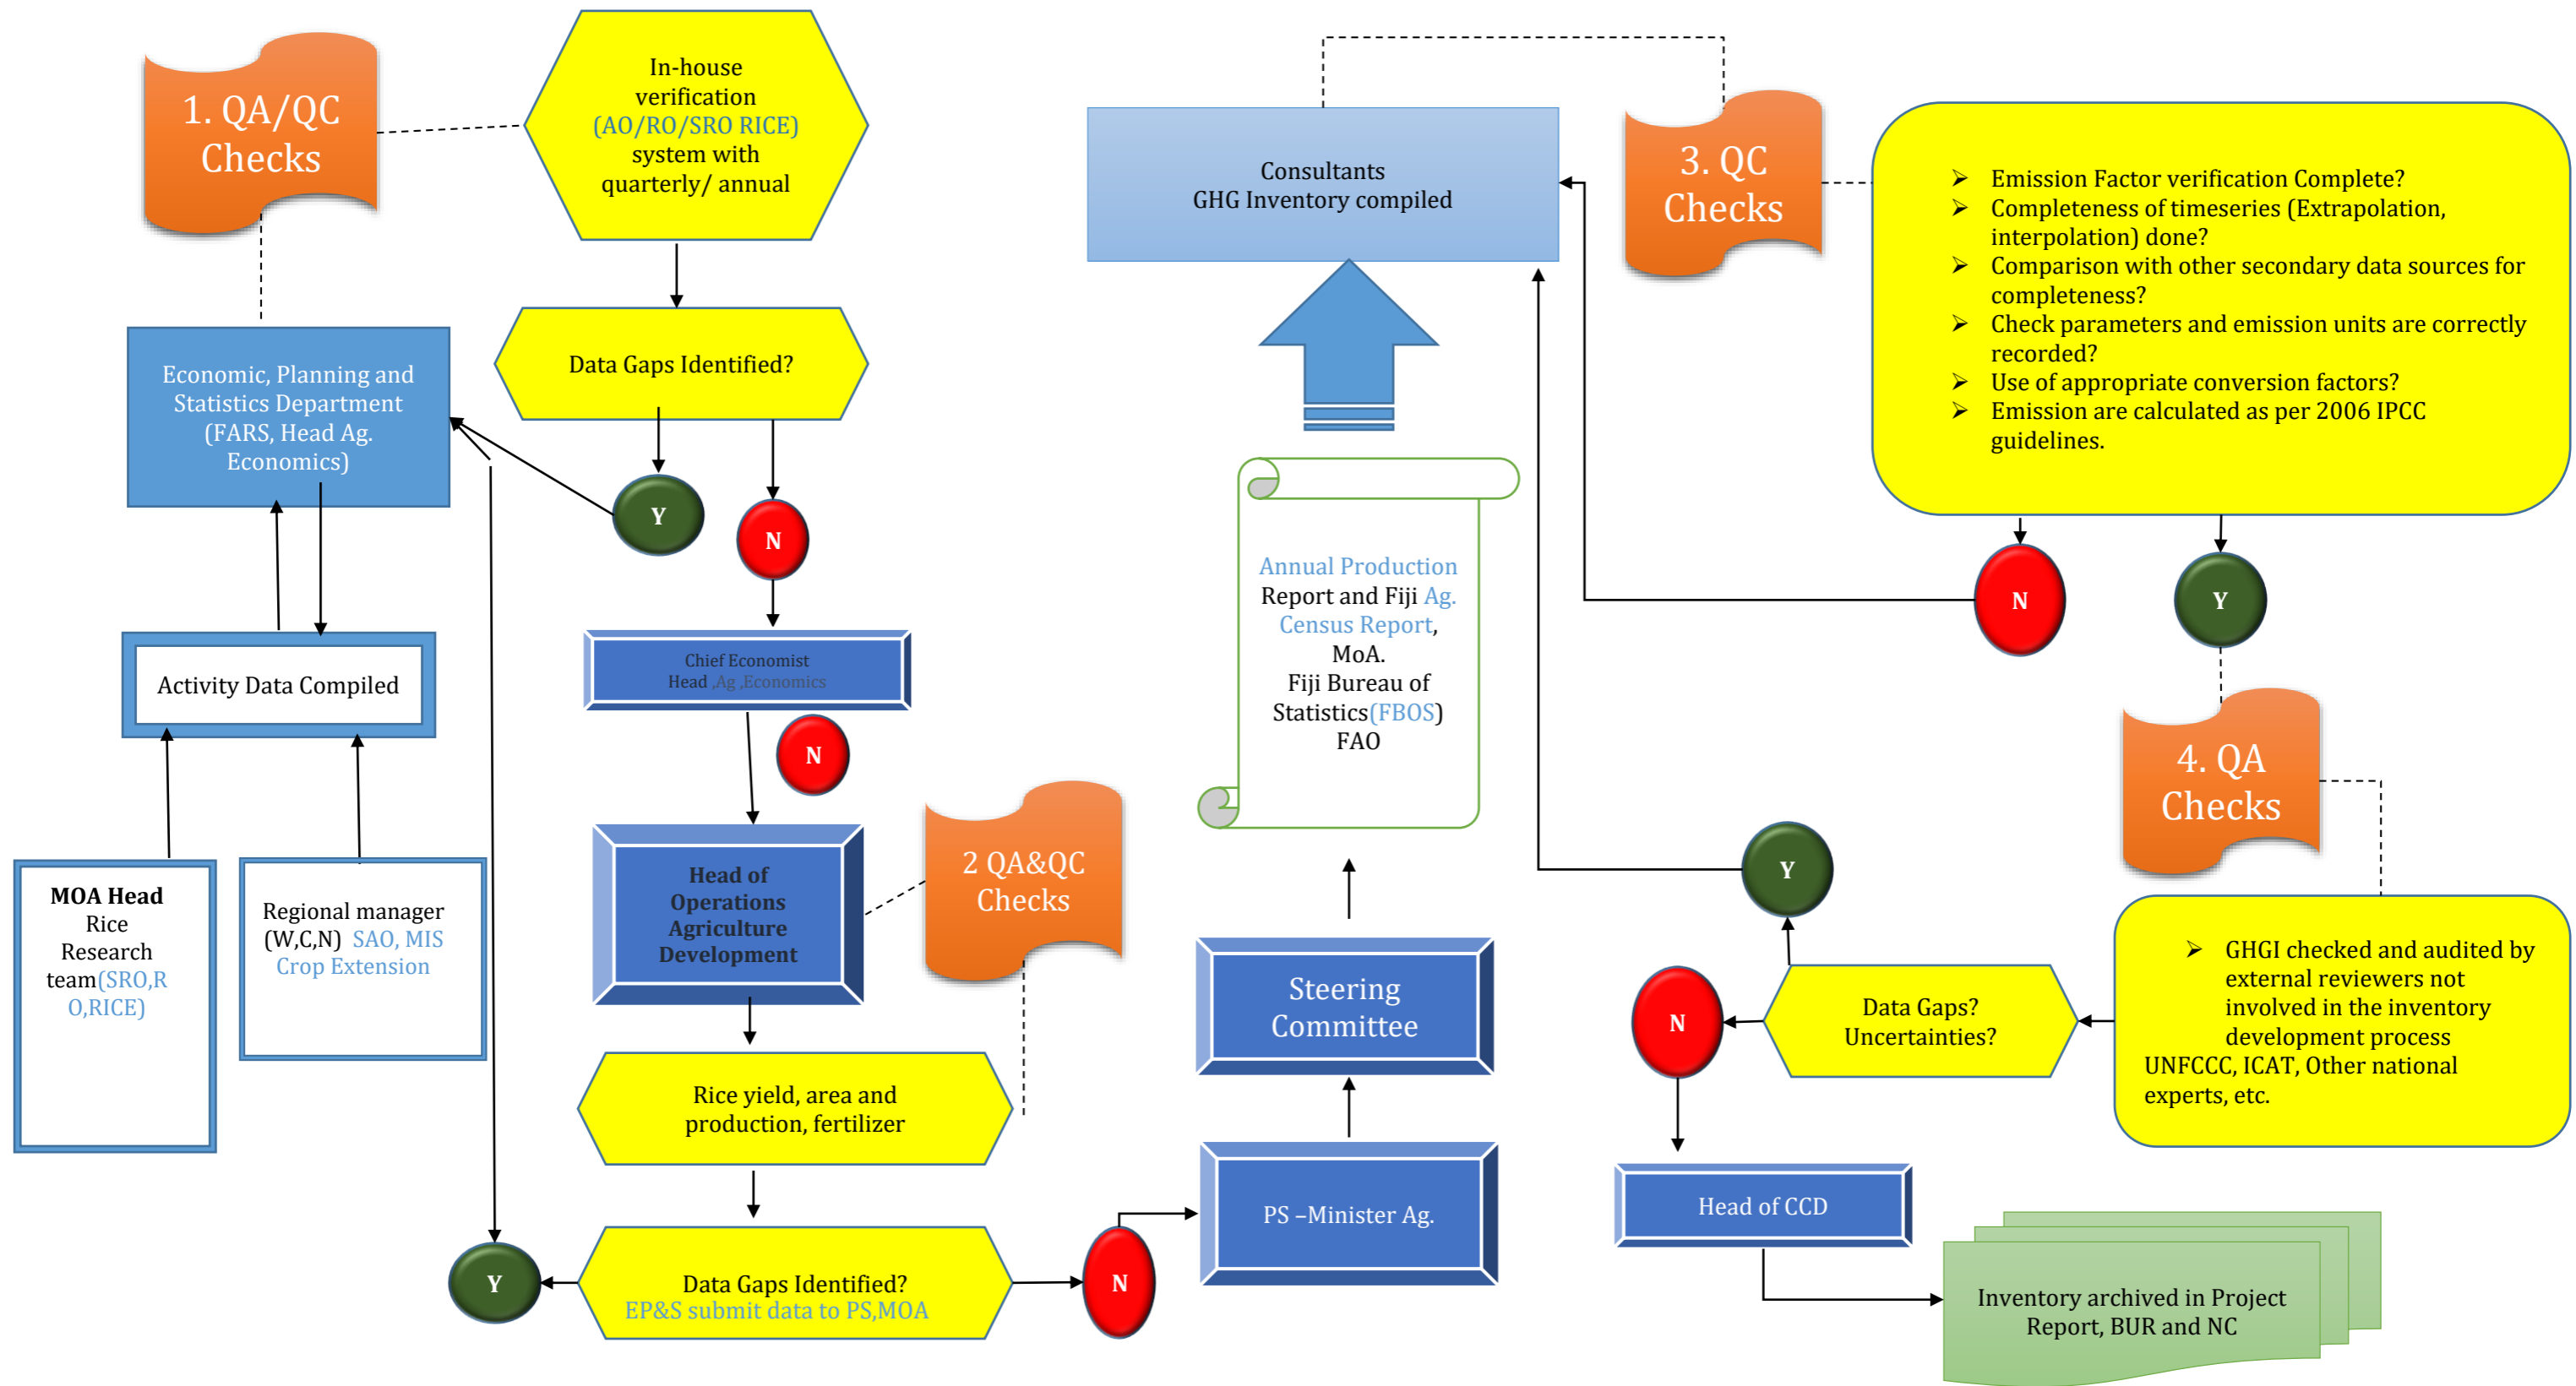 1. QA/QC
Checks
In-house
verification
(AO/RO/SRO RICE)
system with
quarterly/ annual
Data Gaps Identified?
Economic, Planning and
Statistics Department
(FARS, Head Ag.
Economics)
Y
N
Activity Data Compiled
Chief Economist
Head ,Ag ,Economics
N
MOA Head
Rice
Research
team(SRO,R
O,RICE)
Regional manager
(W,C,N) SAO, MIS
Crop Extension
Head of
Operations
Agriculture
Development
2 QA&QC
Checks
Rice yield, area and
production, fertilizer
Data Gaps Identified?
EP&S submit data to PS,MOA
Y
N
PS –Minister Ag.
Steering
Committee
Annual Production
Report and Fiji Ag.
Census Report,
MoA.
Fiji Bureau of
Statistics(FBOS)
FAO
Consultants
GHG Inventory compiled
3. QC
Checks
➢ Emission Factor verification Complete?
➢ Completeness of timeseries (Extrapolation,
interpolation) done?
➢ Comparison with other secondary data sources for
completeness?
➢ Check parameters and emission units are correctly
recorded?
➢ Use of appropriate conversion factors?
➢ Emission are calculated as per 2006 IPCC
guidelines.
N
Y
4. QA
Checks
➢ GHGI checked and audited by
external reviewers not
involved in the inventory
development process
UNFCCC, ICAT, Other national
experts, etc.
Data Gaps?
Uncertainties?
Y
N
Head of CCD
Inventory archived in Project
Report, BUR and NC